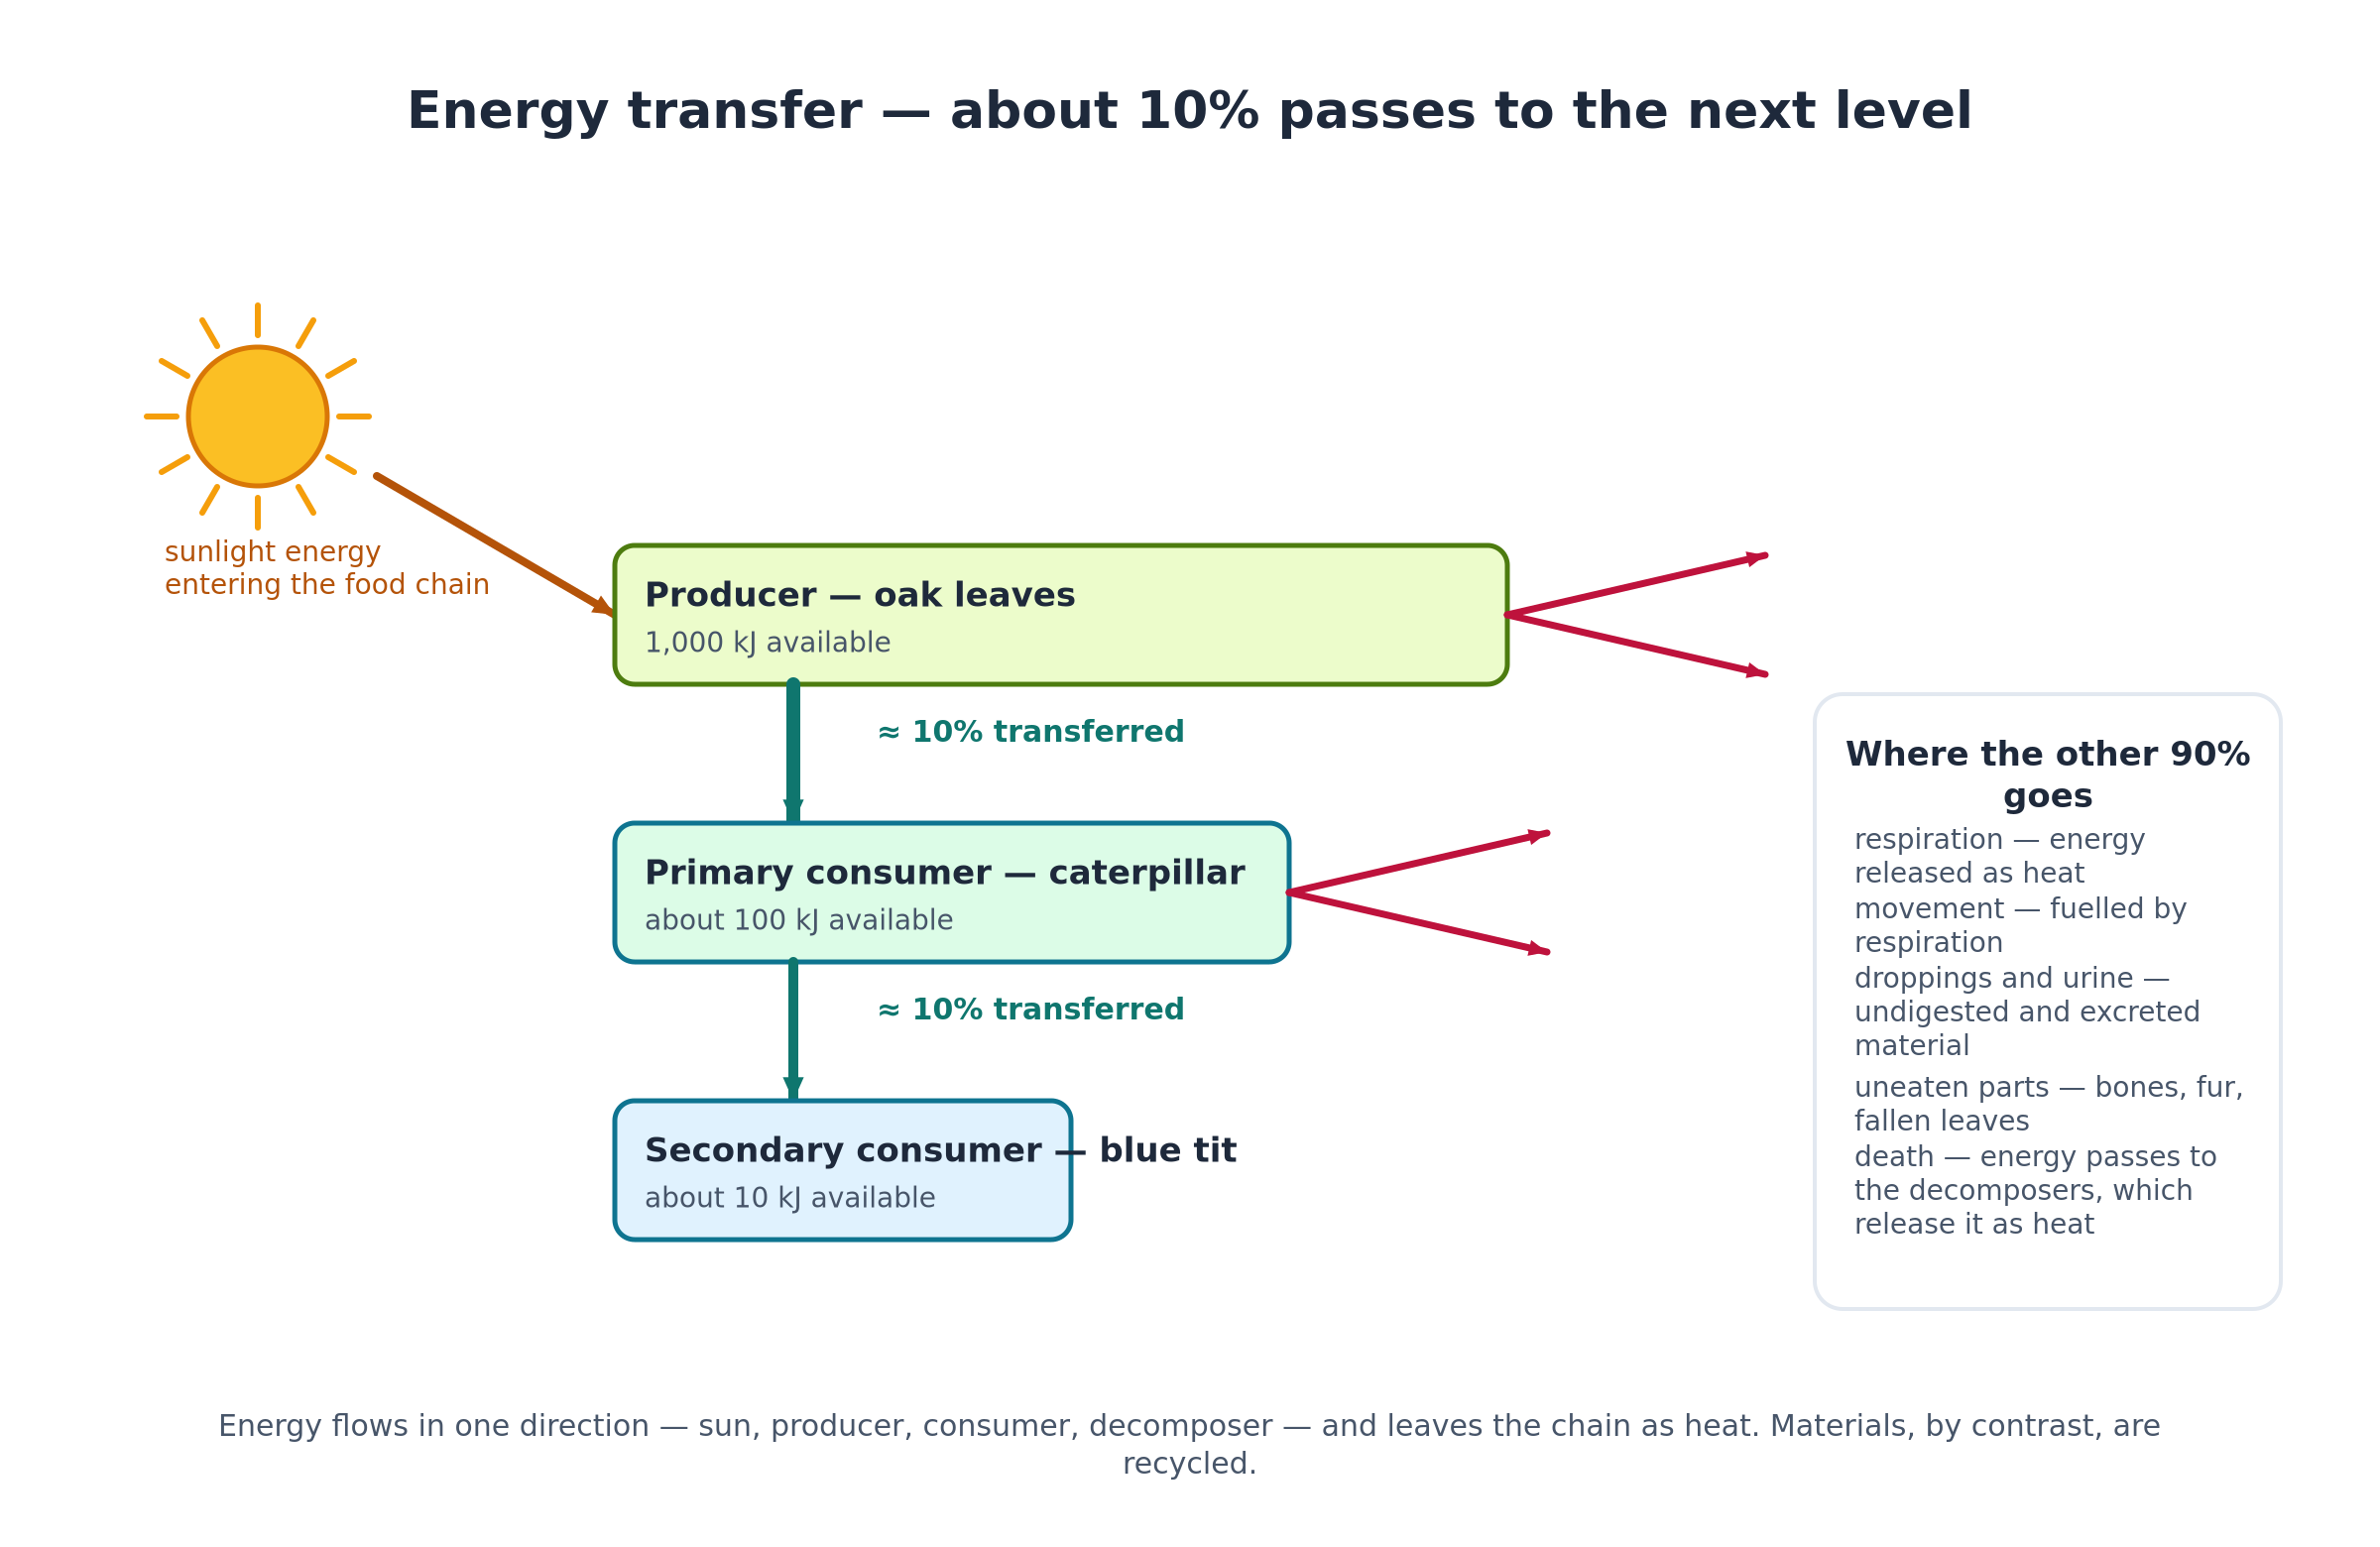 Energy transfer — about 10% passes to the next level
sunlight energy
entering the food chain
Producer — oak leaves
1,000 kJ available
≈ 10% transferred
Primary consumer — caterpillar
about 100 kJ available
≈ 10% transferred
Secondary consumer — blue tit
about 10 kJ available
Where the other 90%
goes
respiration — energy
released as heat
movement — fuelled by
respiration
droppings and urine —
undigested and excreted
material
uneaten parts — bones, fur,
fallen leaves
death — energy passes to
the decomposers, which
release it as heat
Energy flows in one direction — sun, producer, consumer, decomposer — and leaves the chain as heat. Materials, by contrast, are
recycled.